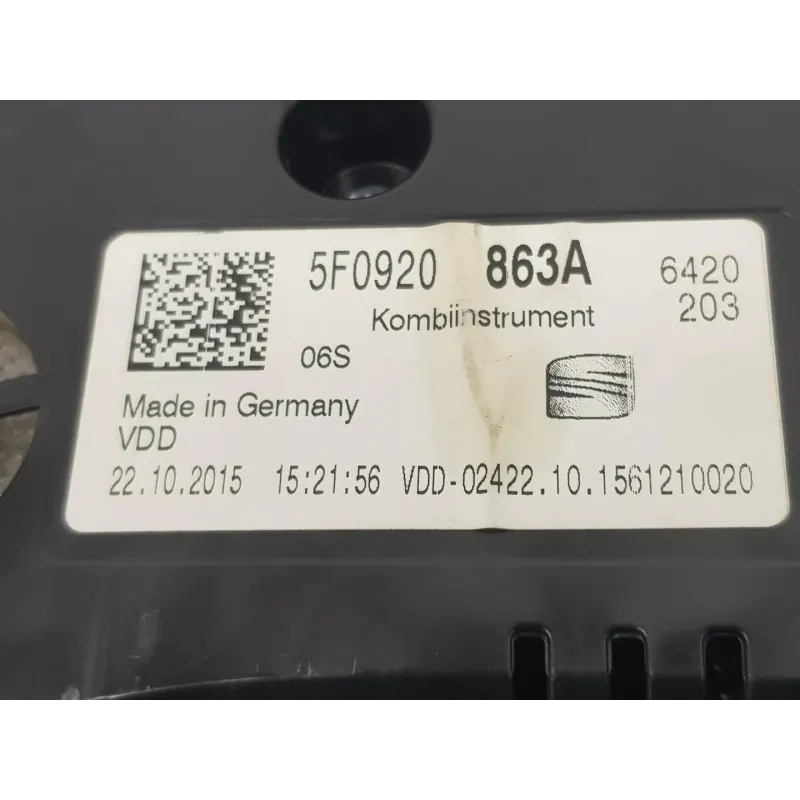 5F0920 863A 6420
Kombiinstrument 203
06S
Made in Germany
VDD
22.10.2015 15:21:56 VDD-02422.10.1561210020